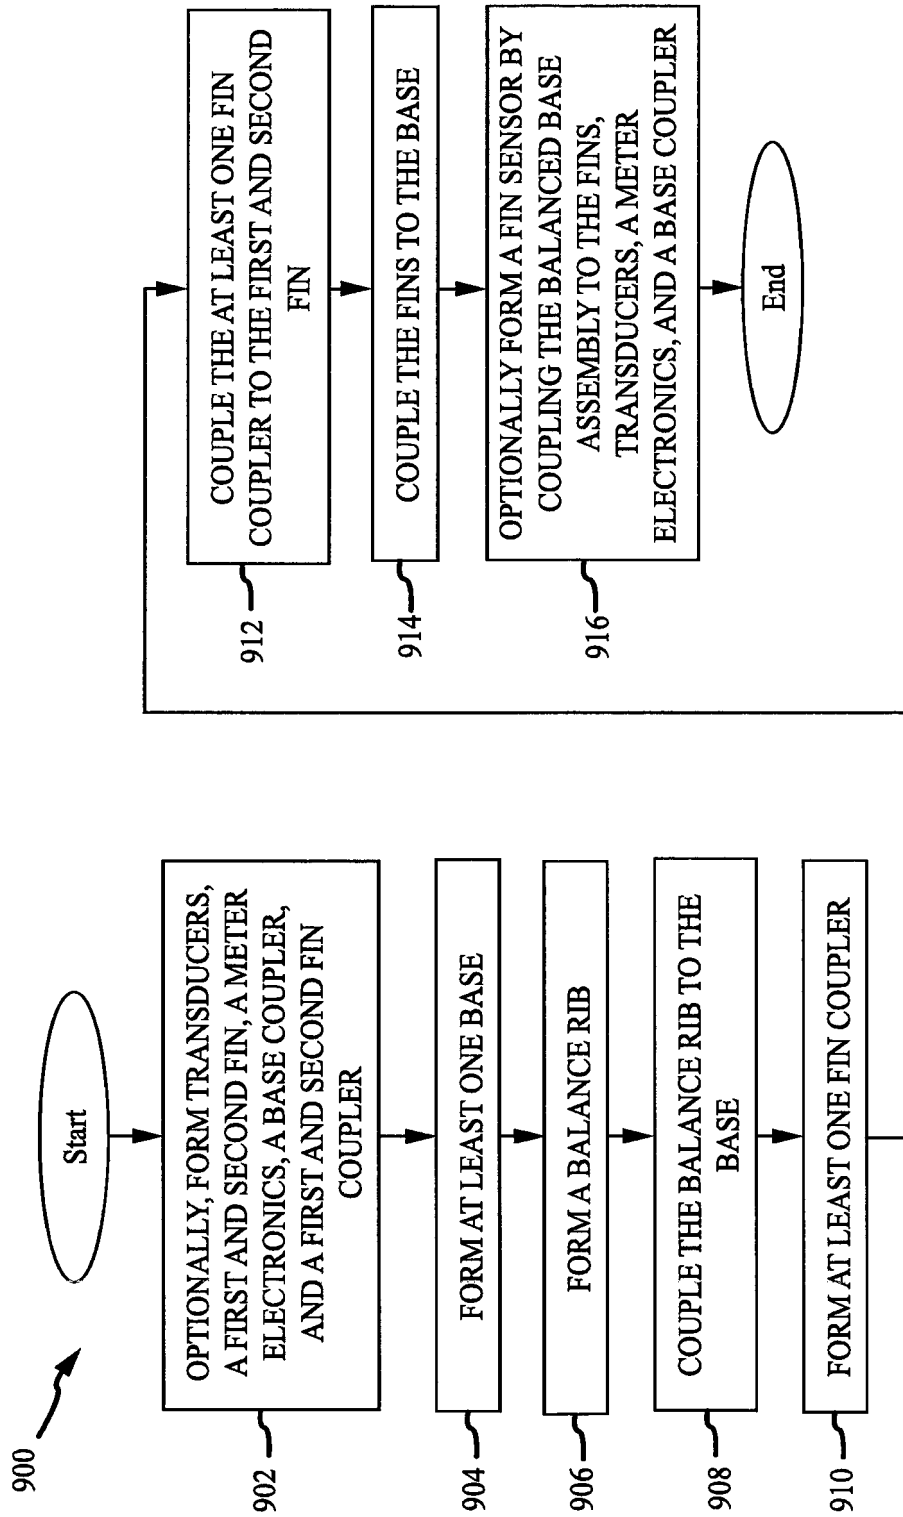 900
Start
902
OPTIONALLY, FORM TRANSDUCERS,
A FIRST AND SECOND FIN, A METER
ELECTRONICS, A BASE COUPLER,
AND A FIRST AND SECOND FIN
COUPLER
904
FORM AT LEAST ONE BASE
906
FORM A BALANCE RIB
908
COUPLE THE BALANCE RIB TO THE
BASE
910
FORM AT LEAST ONE FIN COUPLER
912
COUPLE THE AT LEAST ONE FIN
COUPLER TO THE FIRST AND SECOND
FIN
914
COUPLE THE FINS TO THE BASE
916
OPTIONALLY FORM A FIN SENSOR BY
COUPLING THE BALANCED BASE
ASSEMBLY TO THE FINS,
TRANSDUCERS, A METER
ELECTRONICS, AND A BASE COUPLER
End